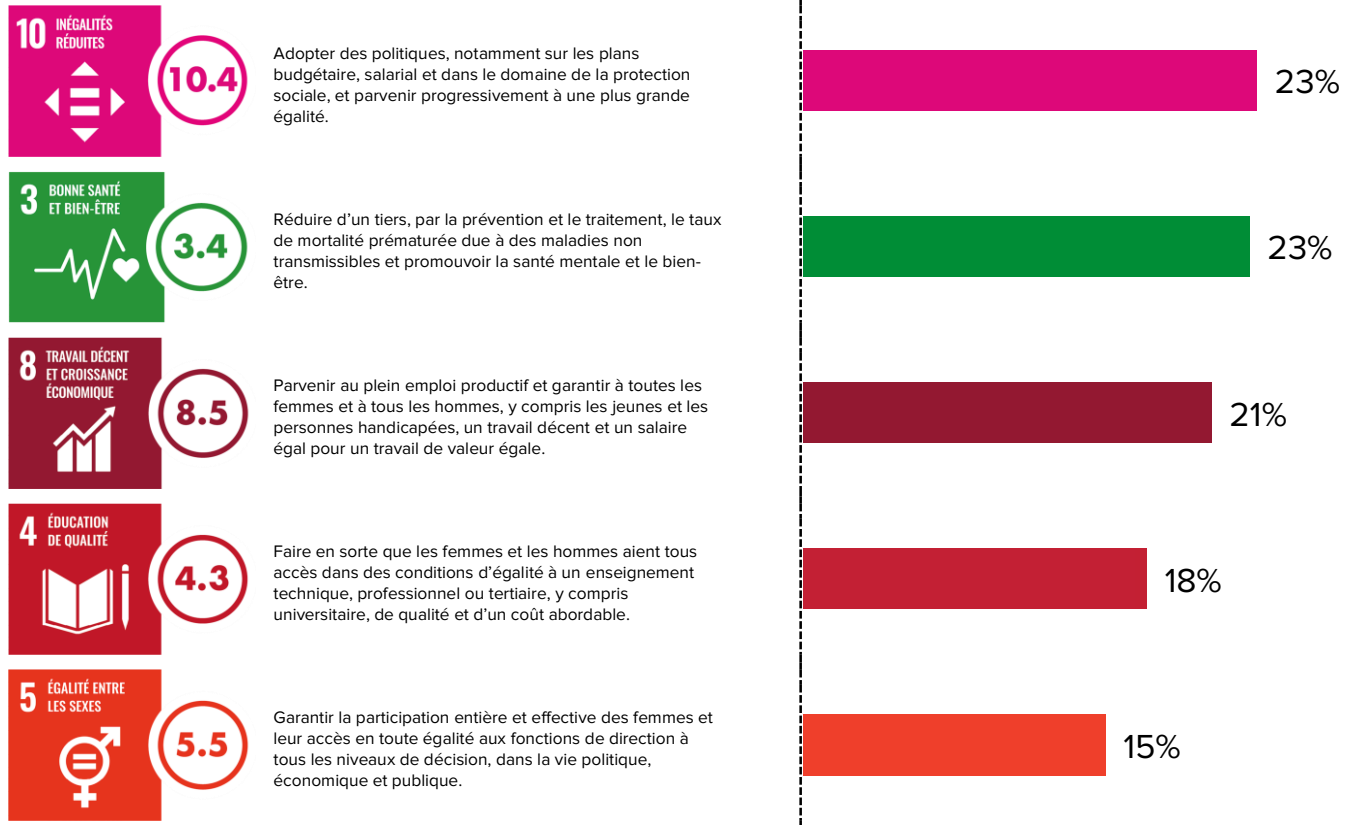 10 INÉGALITÉS
RÉDUITES
10.4
Adopter des politiques, notamment sur les plans
budgétaire, salarial et dans le domaine de la protection
sociale, et parvenir progressivement à une plus grande
égalité.
23%
3 BONNE SANTÉ
ET BIEN-ÊTRE
3.4
Réduire d’un tiers, par la prévention et le traitement, le taux
de mortalité prématurée due à des maladies non
transmissibles et promouvoir la santé mentale et le bien-
être.
23%
8 TRAVAIL DÉCENT
ET CROISSANCE
ÉCONOMIQUE
8.5
Parvenir au plein emploi productif et garantir à toutes les
femmes et à tous les hommes, y compris les jeunes et les
personnes handicapées, un travail décent et un salaire
égal pour un travail de valeur égale.
21%
4 ÉDUCATION
DE QUALITÉ
4.3
Faire en sorte que les femmes et les hommes aient tous
accès dans des conditions d’égalité à un enseignement
technique, professionnel ou tertiaire, y compris
universitaire, de qualité et d’un coût abordable.
18%
5 ÉGALITÉ ENTRE
LES SEXES
5.5
Garantir la participation entière et effective des femmes et
leur accès en toute égalité aux fonctions de direction à
tous les niveaux de décision, dans la vie politique,
économique et publique.
15%